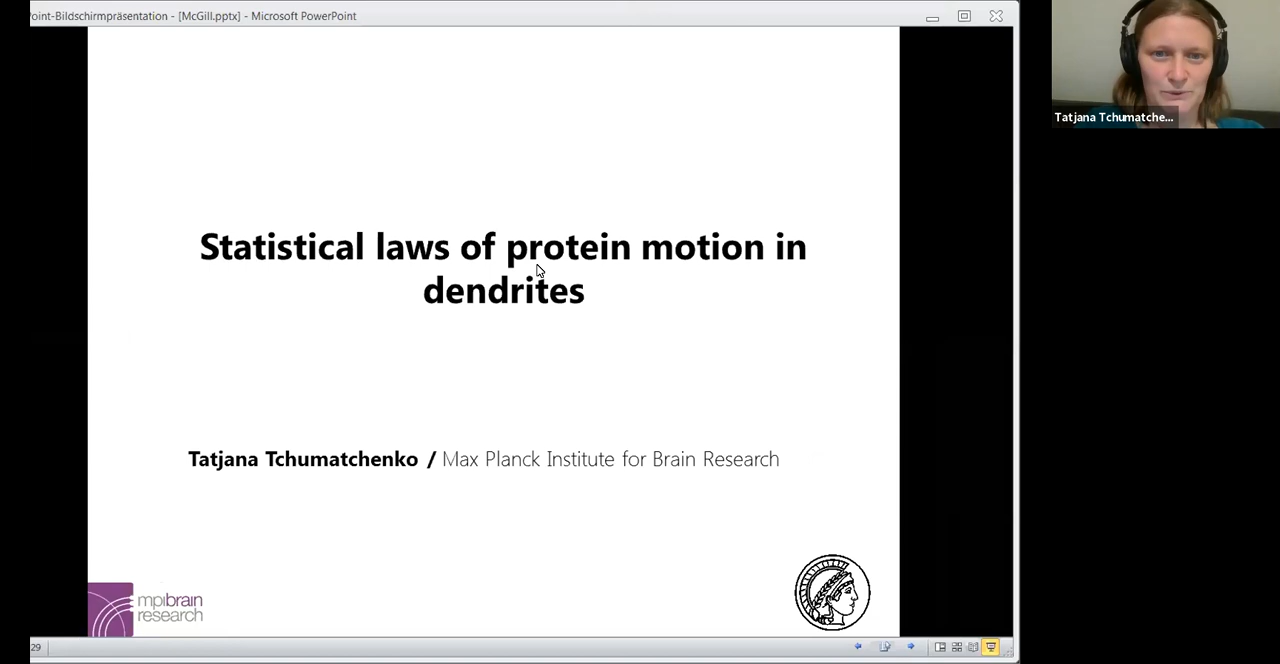 oint-Bildschirmpräsentation - [McGill.pptx] - Microsoft PowerPoint
Tatjana Tchumatche...
Statistical laws of protein motion in
dendrites
Tatjana Tchumatchenko / Max Planck Institute for Brain Research
mpibrain
research
29